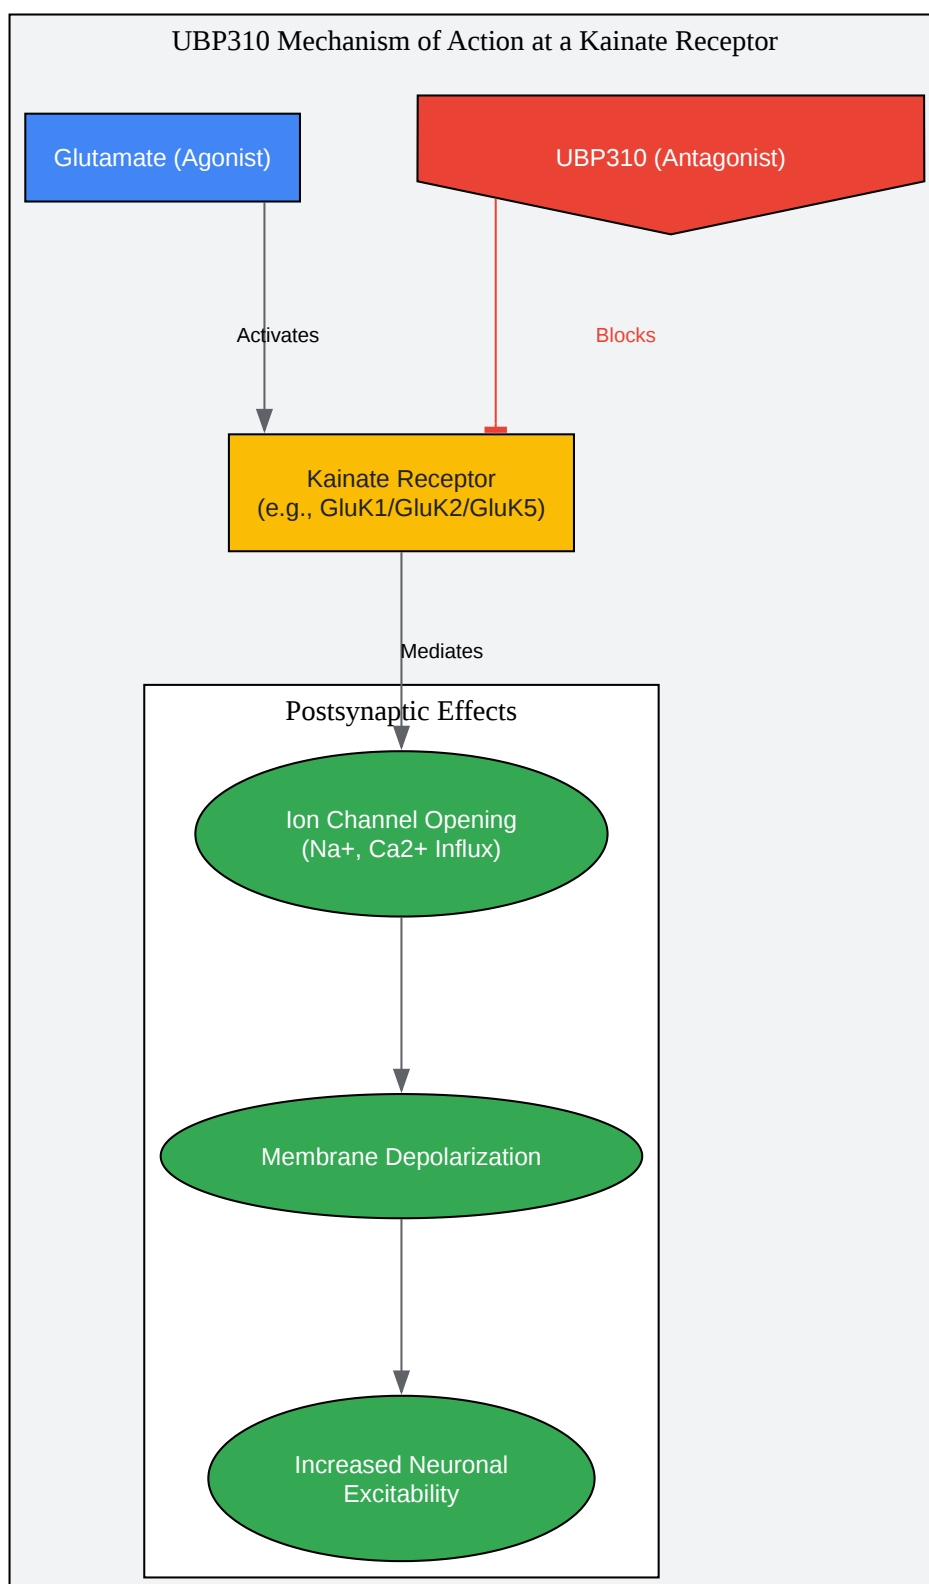 UBP310 Mechanism of Action at a Kainate Receptor
Glutamate (Agonist)
UBP310 (Antagonist)
Activates
Blocks
Kainate Receptor
(e.g., GluK1/GluK2/GluK5)
Mediates
Postsynaptic Effects
Ion Channel Opening
(Na+, Ca2+ Influx)
Membrane Depolarization
Increased Neuronal
Excitability